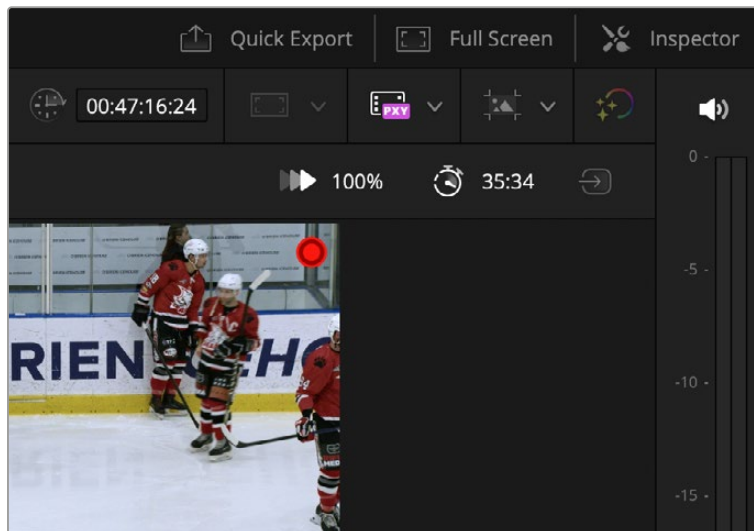 Quick Export Full Screen Inspector
00:47:16:24 PXY
100% 35:34
0 -
-5 -
-10 -
-15 -
RIEN